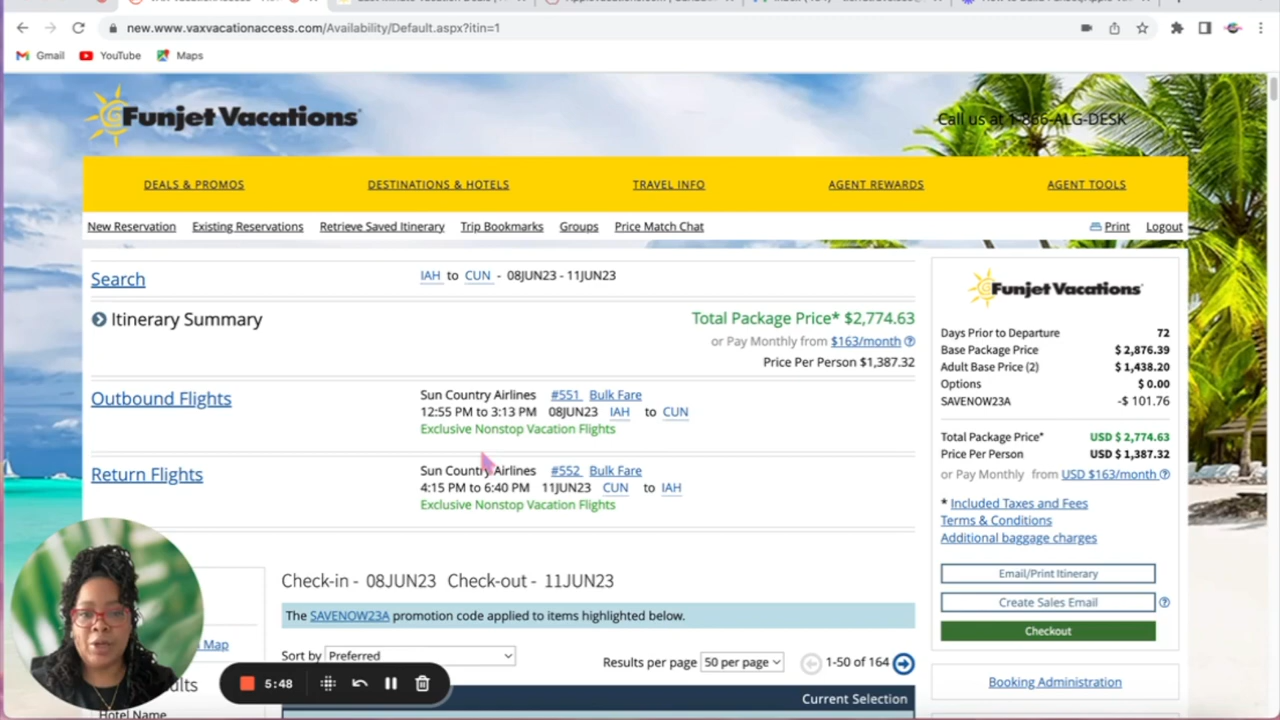 new.www.vaxvacationaccess.com/Availability/Default.aspx?itin=1
Gmail YouTube Maps
Funjet Vacations
Call us at 1-866-ALG-DESK
DEALS & PROMOS DESTINATIONS & HOTELS TRAVEL INFO AGENT REWARDS AGENT TOOLS
New Reservation Existing Reservations Retrieve Saved Itinerary Trip Bookmarks Groups Price Match Chat Print Logout
Search IAH to CUN - 08JUN23 - 11JUN23
Itinerary Summary Total Package Price* $2,774.63
or Pay Monthly from $163/month
Price Per Person $1,387.32
Outbound Flights Sun Country Airlines #551 Bulk Fare
12:55 PM to 3:13 PM 08JUN23 IAH to CUN
Exclusive Nonstop Vacation Flights
Return Flights Sun Country Airlines #552 Bulk Fare
4:15 PM to 6:40 PM 11JUN23 CUN to IAH
Exclusive Nonstop Vacation Flights
Check-in - 08JUN23 Check-out - 11JUN23
The SAVENOW23A promotion code applied to items highlighted below.
Map
Sort by Preferred Results per page 50 per page 1-50 of 164
5:48
Current Selection
Hotel Name
Funjet Vacations
Days Prior to Departure 72
Base Package Price $ 2,876.39
Adult Base Price (2) $ 1,438.20
Options $ 0.00
SAVENOW23A -$ 101.76
Total Package Price* USD $ 2,774.63
Price Per Person USD $ 1,387.32
or Pay Monthly from USD $163/month
* Included Taxes and Fees
Terms & Conditions
Additional baggage charges
Email/Print Itinerary
Create Sales Email
Checkout
Booking Administration